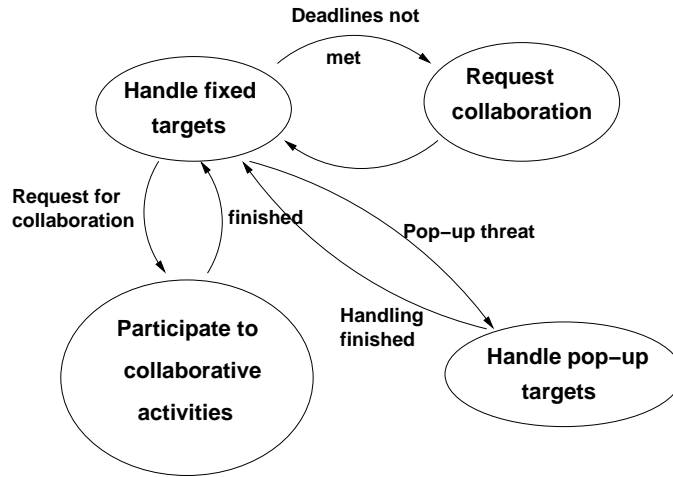 Deadlines not
met
Handle fixed
targets
Request
collaboration
Request for
collaboration
finished
Pop−up threat
Handling
finished
Participate to
collaborative
activities
Handle pop−up
targets